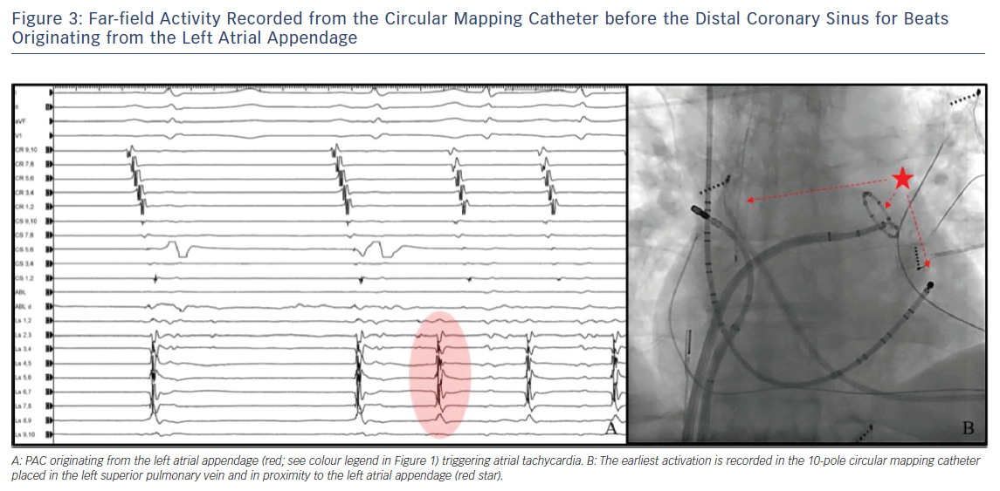 Figure 3: Far-field Activity Recorded from the Circular Mapping Catheter before the Distal Coronary Sinus for Beats
Originating from the Left Atrial Appendage
I
II
aVF
V1
CR 9,10
CR 7,8
CR 5,6
CR 3,4
CR 1,2
CS 9,10
CS 7,8
CS 5,6
CS 3,4
CS 1,2
ABL
ABL d
Ls 1,2
Ls 2,3
Ls 3,4
Ls 4,5
Ls 5,6
Ls 6,7
Ls 7,8
Ls 8,9
Ls 9,10
A
B
A: PAC originating from the left atrial appendage (red; see colour legend in Figure 1) triggering atrial tachycardia. B: The earliest activation is recorded in the 10-pole circular mapping catheter
placed in the left superior pulmonary vein and in proximity to the left atrial appendage (red star).